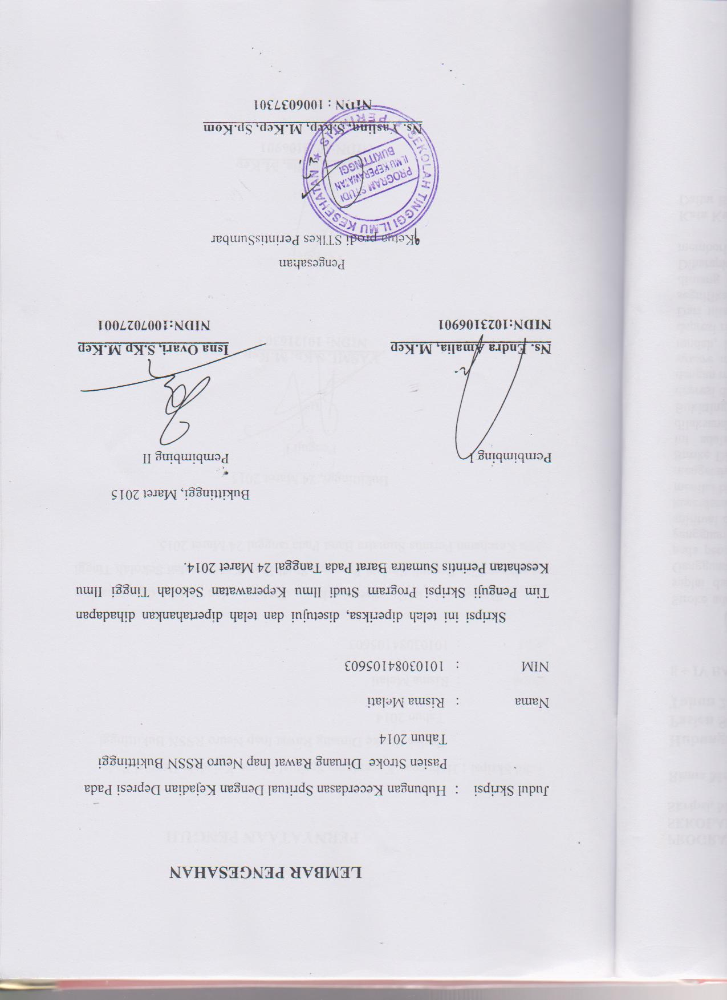 LEMBAR PENGESAHAN
Judul Skripsi : Hubungan Kecerdasan Spritual Dengan Kejadian Depresi Pada
Pasien Stroke Diruang Rawat Inap Neuro RSSN Bukittinggi
Tahun 2014
Nama : Risma Melati
NIM : 10103084105603
Skripsi ini telah diperiksa, disetujui dan telah dipertahankan dihadapan
Tim Penguji Skripsi Program Studi Ilmu Keperawatan Sekolah Tinggi Ilmu
Kesehatan Perintis Sumatra Barat Pada Tanggal 24 Maret 2014.
Bukittinggi, Maret 2015
Pembimbing I
Pembimbing II
Ns. Endra Amalia, M.Kep
NIDN:1023106901
Isna Ovari, S.Kp M.Kep
NIDN:1007027001
Pengesahan
Ketua prodi STIkes PerintisSumbar
SEKOLAH TINGGI ILMU KESEHATAN
PERINTIS
PROGRAM STUDI
ILMU KEPERAWATAN
BUKITTINGGI
Ns. Yaslina, S.Kep, M.Kep, Sp.Kom
NIDN : 1006037301